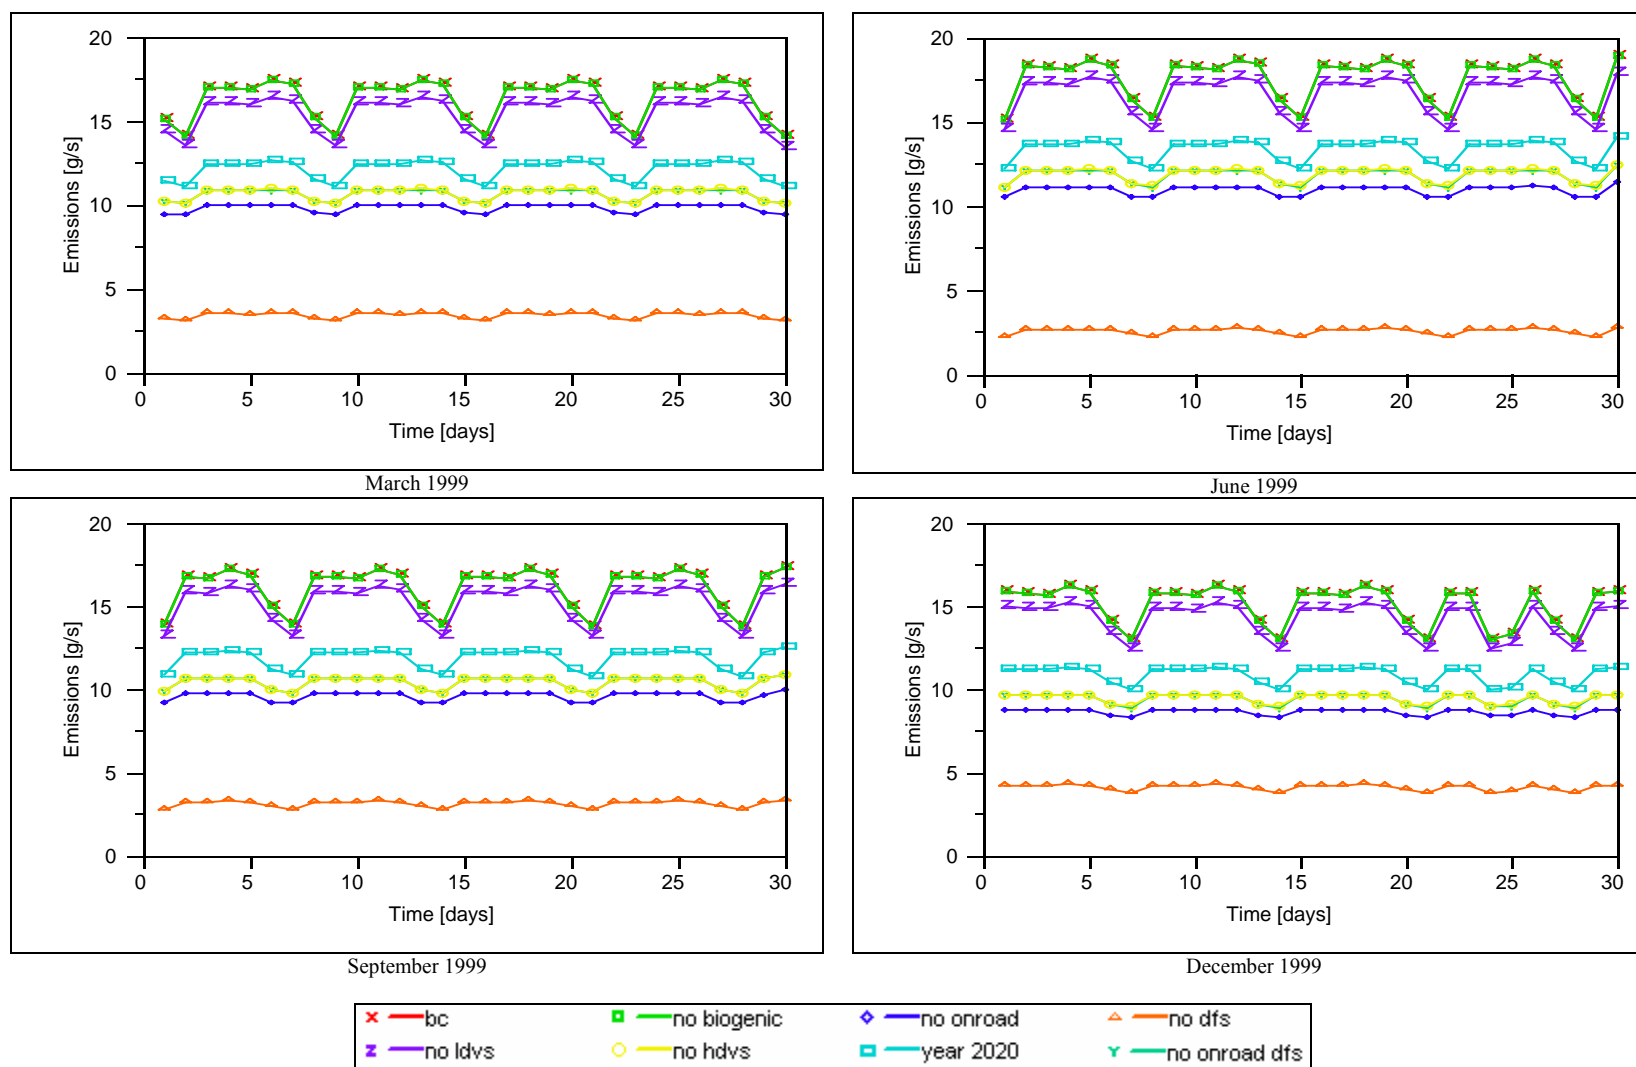 20
15
10
5
0
Emissions [g/s]
0 5 10 15 20 25 30
Time [days]
March 1999
20
15
10
5
0
Emissions [g/s]
0 5 10 15 20 25 30
Time [days]
June 1999
20
15
10
5
0
Emissions [g/s]
0 5 10 15 20 25 30
Time [days]
September 1999
20
15
10
5
0
Emissions [g/s]
0 5 10 15 20 25 30
Time [days]
December 1999
bc no biogenic no onroad no dfs
no ldvs no hdvs year 2020 no onroad dfs